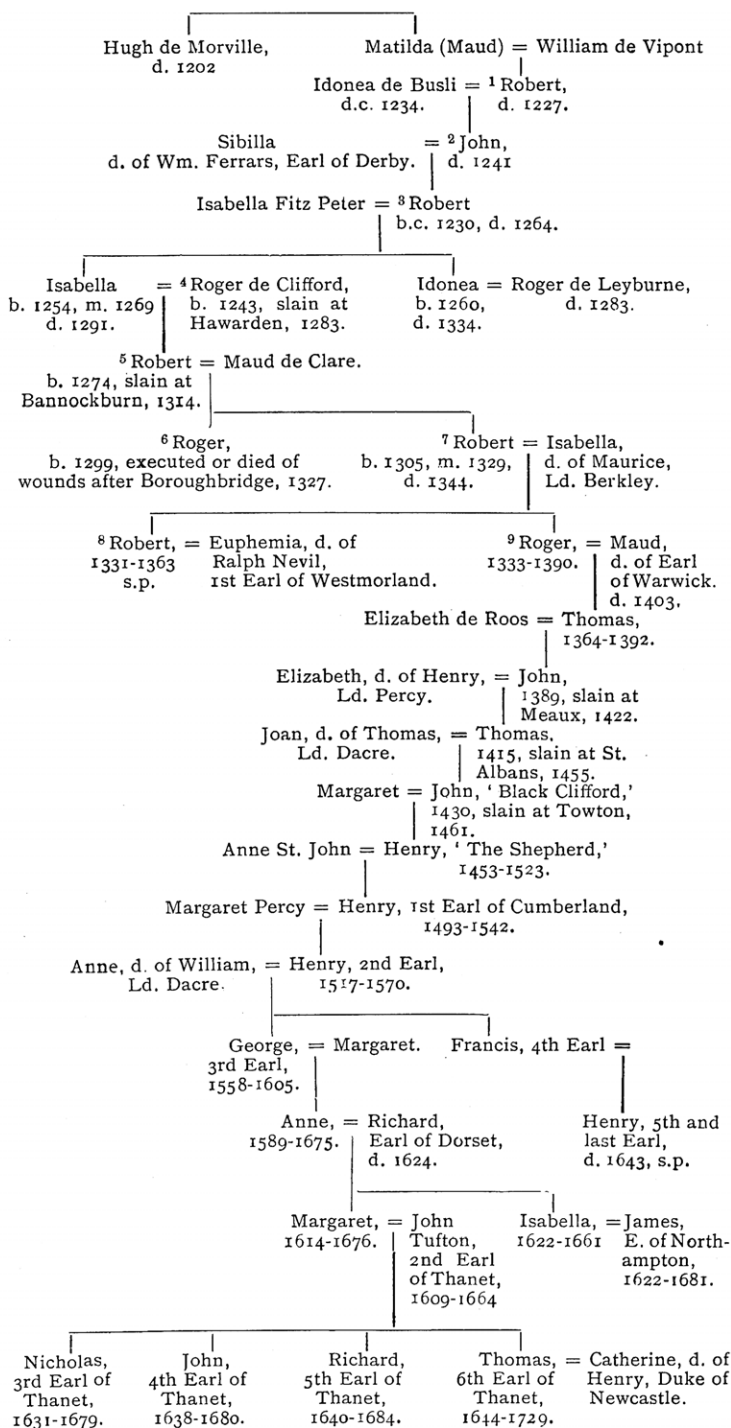 Hugh de Morville, Matilda (Maud) = William de Vipont
d. 1202
Idonea de Busli = ¹ Robert,
d.c. 1234. d. 1227.
Sibilla = ² John,
d. of Wm. Ferrars, Earl of Derby. d. 1241
Isabella Fitz Peter = ³ Robert
b.c. 1230, d. 1264.
Isabella = ⁴ Roger de Clifford, Idonea = Roger de Leyburne,
b. 1254, m. 1269 b. 1243, slain at b. 1260, d. 1283.
d. 1291. Hawarden, 1283. d. 1334.
⁵ Robert = Maud de Clare.
b. 1274, slain at
Bannockburn, 1314.
⁶ Roger, ⁷ Robert = Isabella,
b. 1299, executed or died of b. 1305, m. 1329, d. of Maurice,
wounds after Boroughbridge, 1327. d. 1344. Ld. Berkley.
⁸ Robert, = Euphemia, d. of ⁹ Roger, = Maud,
1331-1363 Ralph Nevil, 1333-1390. d. of Earl
s.p. 1st Earl of Westmorland. of Warwick.
d. 1403.
Elizabeth de Roos = Thomas,
1364-1392.
Elizabeth, d. of Henry, = John,
Ld. Percy. 1389, slain at
Meaux, 1422.
Joan, d. of Thomas, = Thomas.
Ld. Dacre. 1415, slain at St.
Albans, 1455.
Margaret = John, ' Black Clifford,'
1430, slain at Towton,
1461.
Anne St. John = Henry, ' The Shepherd,'
1453-1523.
Margaret Percy = Henry, 1st Earl of Cumberland,
1493-1542.
Anne, d. of William, = Henry, 2nd Earl,
Ld. Dacre. 1517-1570.
George, = Margaret. Francis, 4th Earl =
3rd Earl,
1558-1605.
Anne, = Richard, Henry, 5th and
1589-1675. Earl of Dorset, last Earl,
d. 1624. d. 1643, s.p.
Margaret, = John Isabella, = James,
1614-1676. Tufton, 1622-1661 E. of North-
2nd Earl ampton,
of Thanet, 1622-1681.
1609-1664
Nicholas, John, Richard, Thomas, = Catherine, d. of
3rd Earl of 4th Earl of 5th Earl of 6th Earl of Henry, Duke of
Thanet, Thanet, Thanet, Thanet, Newcastle.
1631-1679. 1638-1680. 1640-1684. 1644-1729.